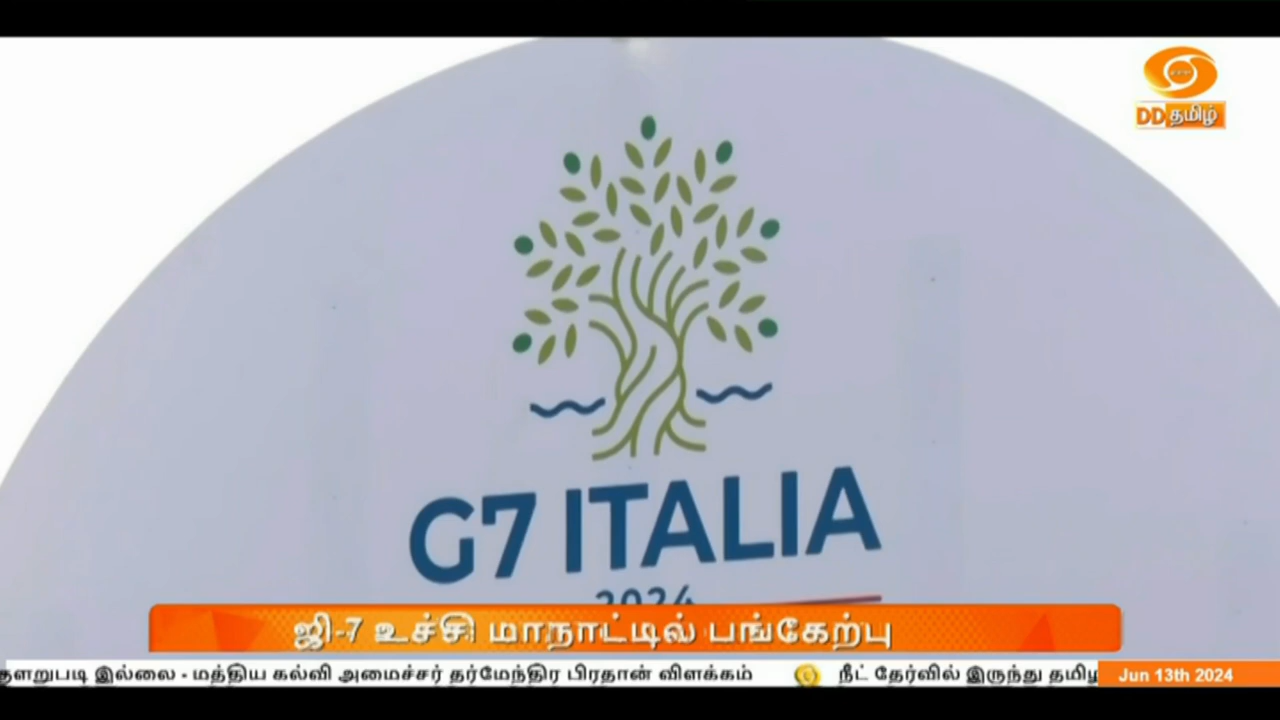 DD தமிழ்
G7 ITALIA
2024
ஜி-7 உச்சி மாநாட்டில் பங்கேற்பு
இல்லை - மத்திய கல்வி அமைச்சர் தர்மேந்திர பிரதான் விளக்கம் நீட் தேர்வில் இருந்து
Jun 13th 2024